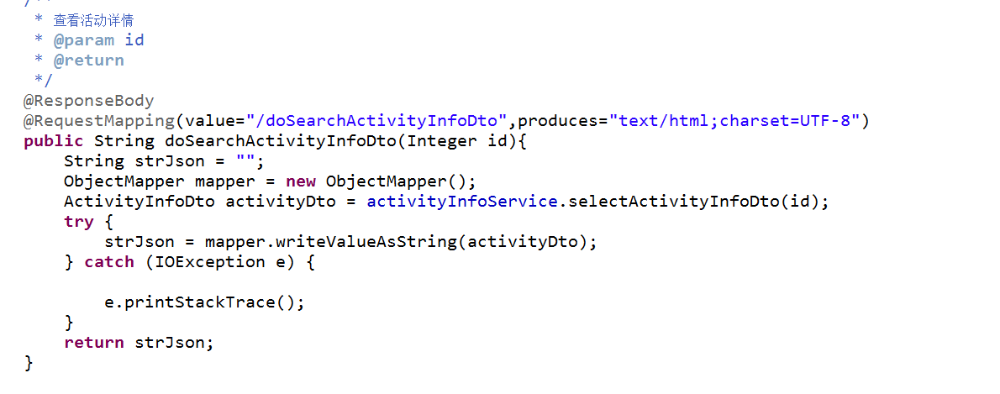 /**
 * 查看活动详情
 * @param id
 * @return
 */
@ResponseBody
@RequestMapping(value="/doSearchActivityInfoDto",produces="text/html;charset=UTF-8")
public String doSearchActivityInfoDto(Integer id){
    String strJson = "";
    ObjectMapper mapper = new ObjectMapper();
    ActivityInfoDto activityDto = activityInfoService.selectActivityInfoDto(id);
    try {
        strJson = mapper.writeValueAsString(activityDto);
    } catch (IOException e) {
        e.printStackTrace();
    }
    return strJson;
}